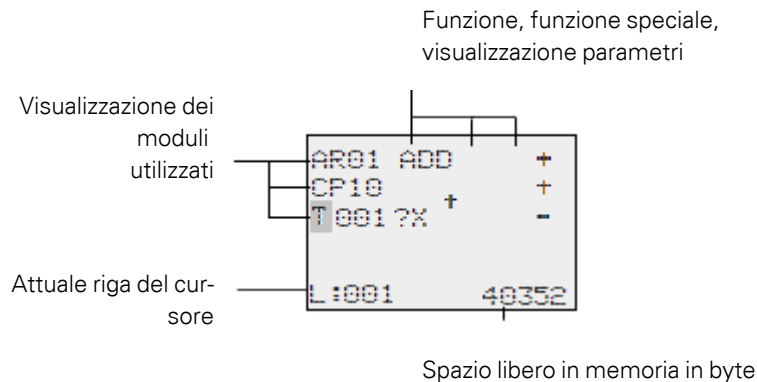 Funzione, funzione speciale,
visualizzazione parametri
Visualizzazione dei
moduli
utilizzati
AR01 ADD +
CP10 +
T 001 ?X + -
Attuale riga del cur-
sore
L:001 40352
Spazio libero in memoria in byte